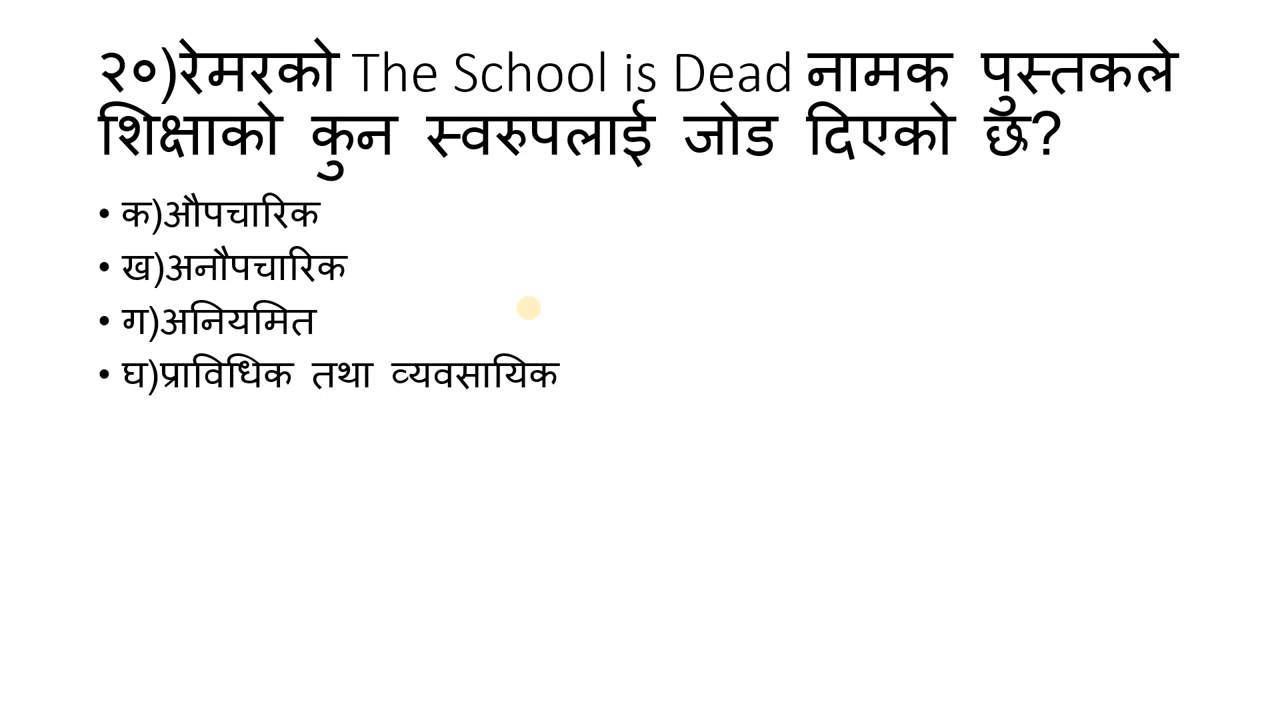 २०)रेमरको The School is Dead नामक पुस्तकले
शिक्षाको कुन स्वरुपलाई जोड दिएको छ?
• क)औपचारिक
• ख)अनौपचारिक
• ग)अनियमित
• घ)प्राविधिक तथा व्यवसायिक